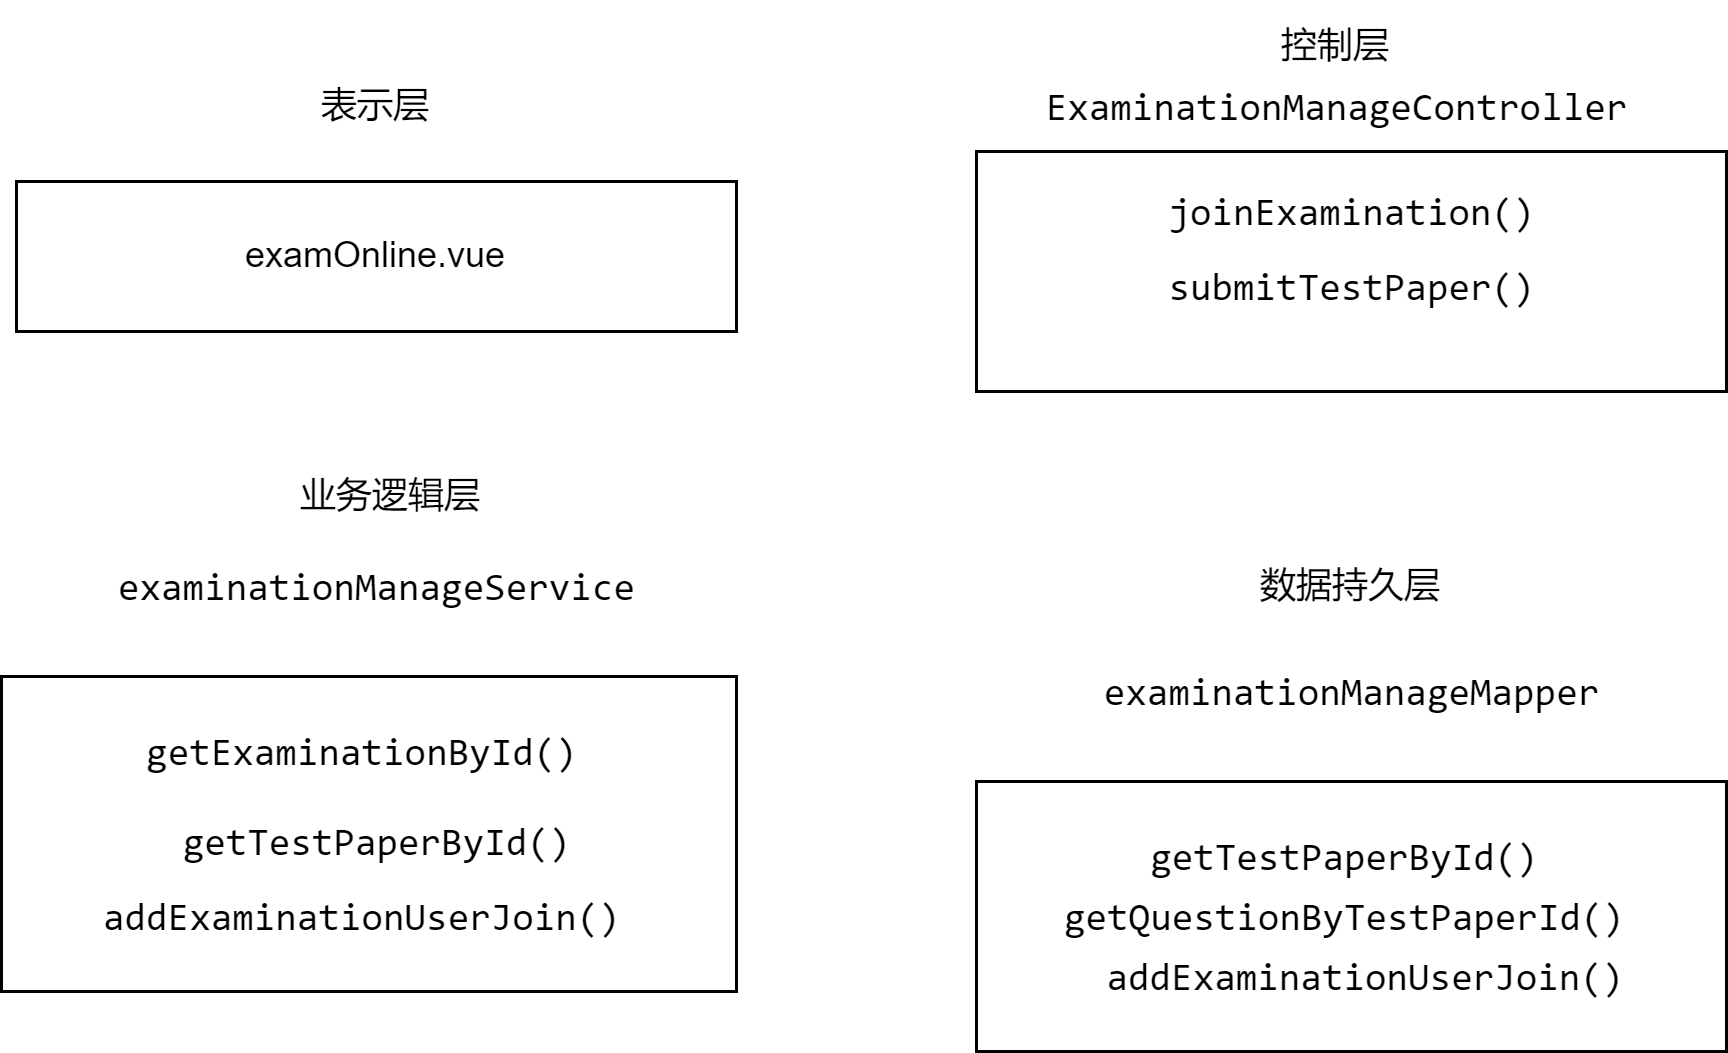 表示层
examOnline.vue
控制层
ExaminationManageController
joinExamination()
submitTestPaper()
业务逻辑层
examinationManageService
getExaminationById()
getTestPaperById()
addExaminationUserJoin()
数据持久层
examinationManageMapper
getTestPaperById()
getQuestionByTestPaperId()
addExaminationUserJoin()